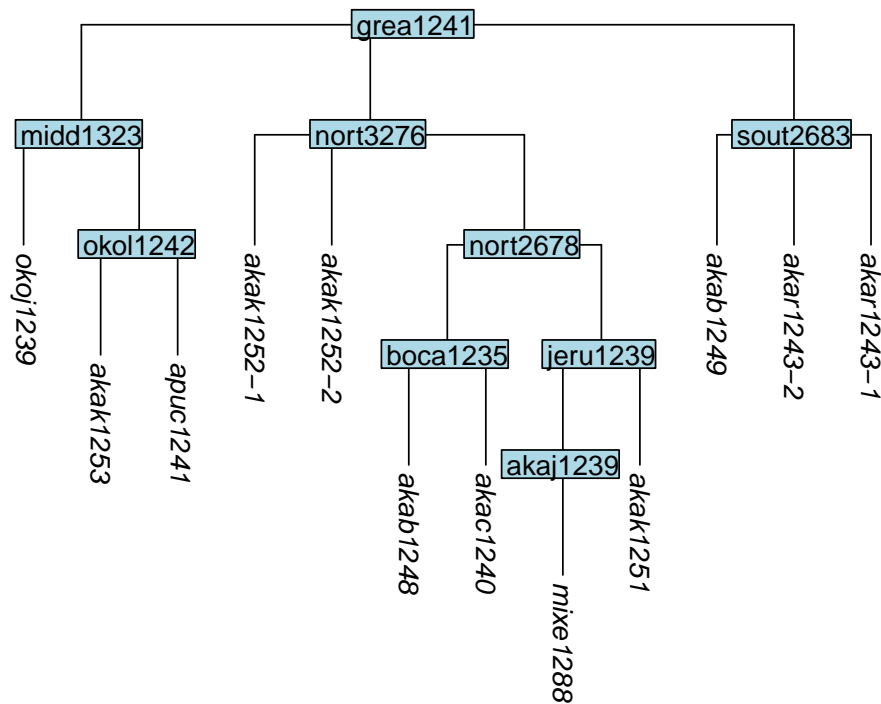 grea1241
midd1323
nort3276
sout2683
okoj1239
okol1242
akak1252−1
akak1252−2
nort2678
akab1249
akar1243−2
akar1243−1
akak1253
apuc1241
boca1235
jeru1239
akab1248
akac1240
akaj1239
akak1251
mixe1288